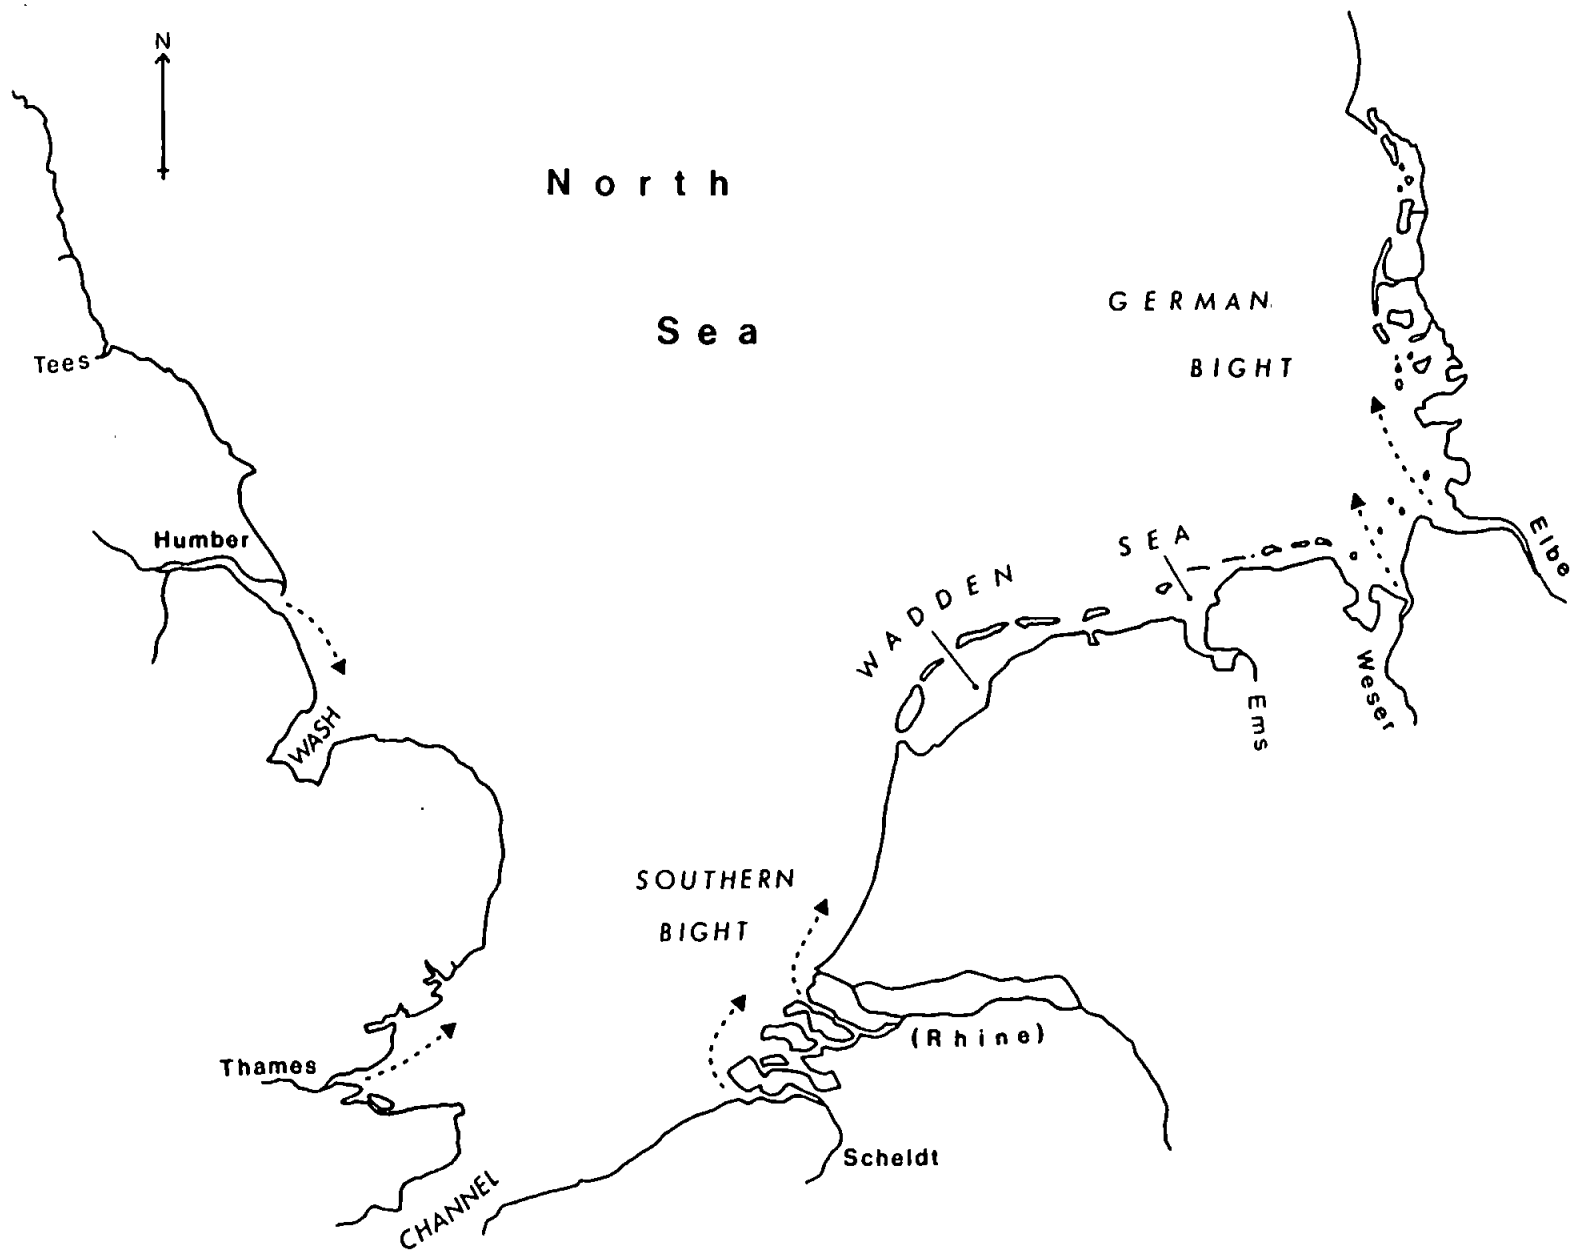 N
North
Sea
GERMAN
BIGHT
Tees
Humber
SEA
WADDEN
Elbe
Weser
Ems
WASH
SOUTHERN
BIGHT
(Rhine)
Thames
Scheldt
CHANNEL